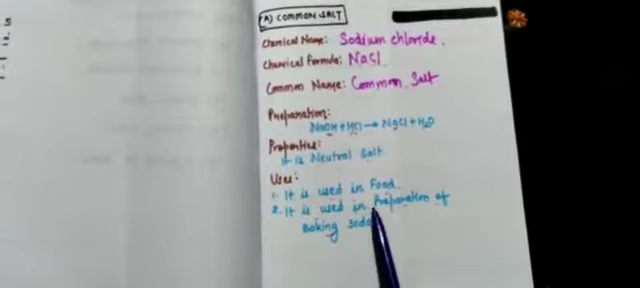 A) COMMON SALT
Chemical Name: Sodium chloride.
Chemical Formula: NaCl.
Common Name: Common Salt
Preparation:
NaOH + HCl → NaCl + H₂O
Properties:
It is Neutral Salt
Uses:
1. It is used in Food.
2. It is used in Preparation of
Baking Soda